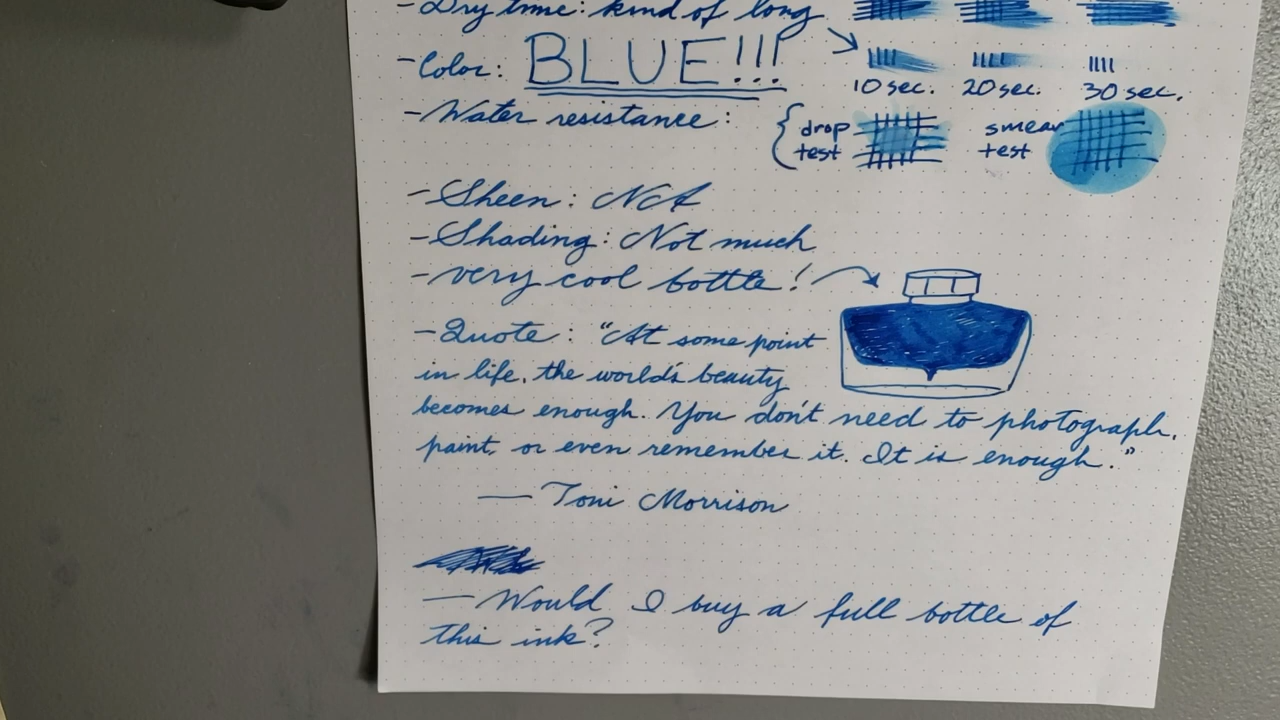 - Dry time: kind of long
- Color: BLUE!!!
10 sec. 20 sec. 30 sec.
- Water resistance: { drop test smear test
- Sheen: NA
- Shading: Not much
- very cool bottle!
- Quote: "At some point
in life, the world's beauty
becomes enough. You don't need to photograph,
paint, or even remember it. It is enough."
— Toni Morrison
— Would I buy a full bottle of
this ink?